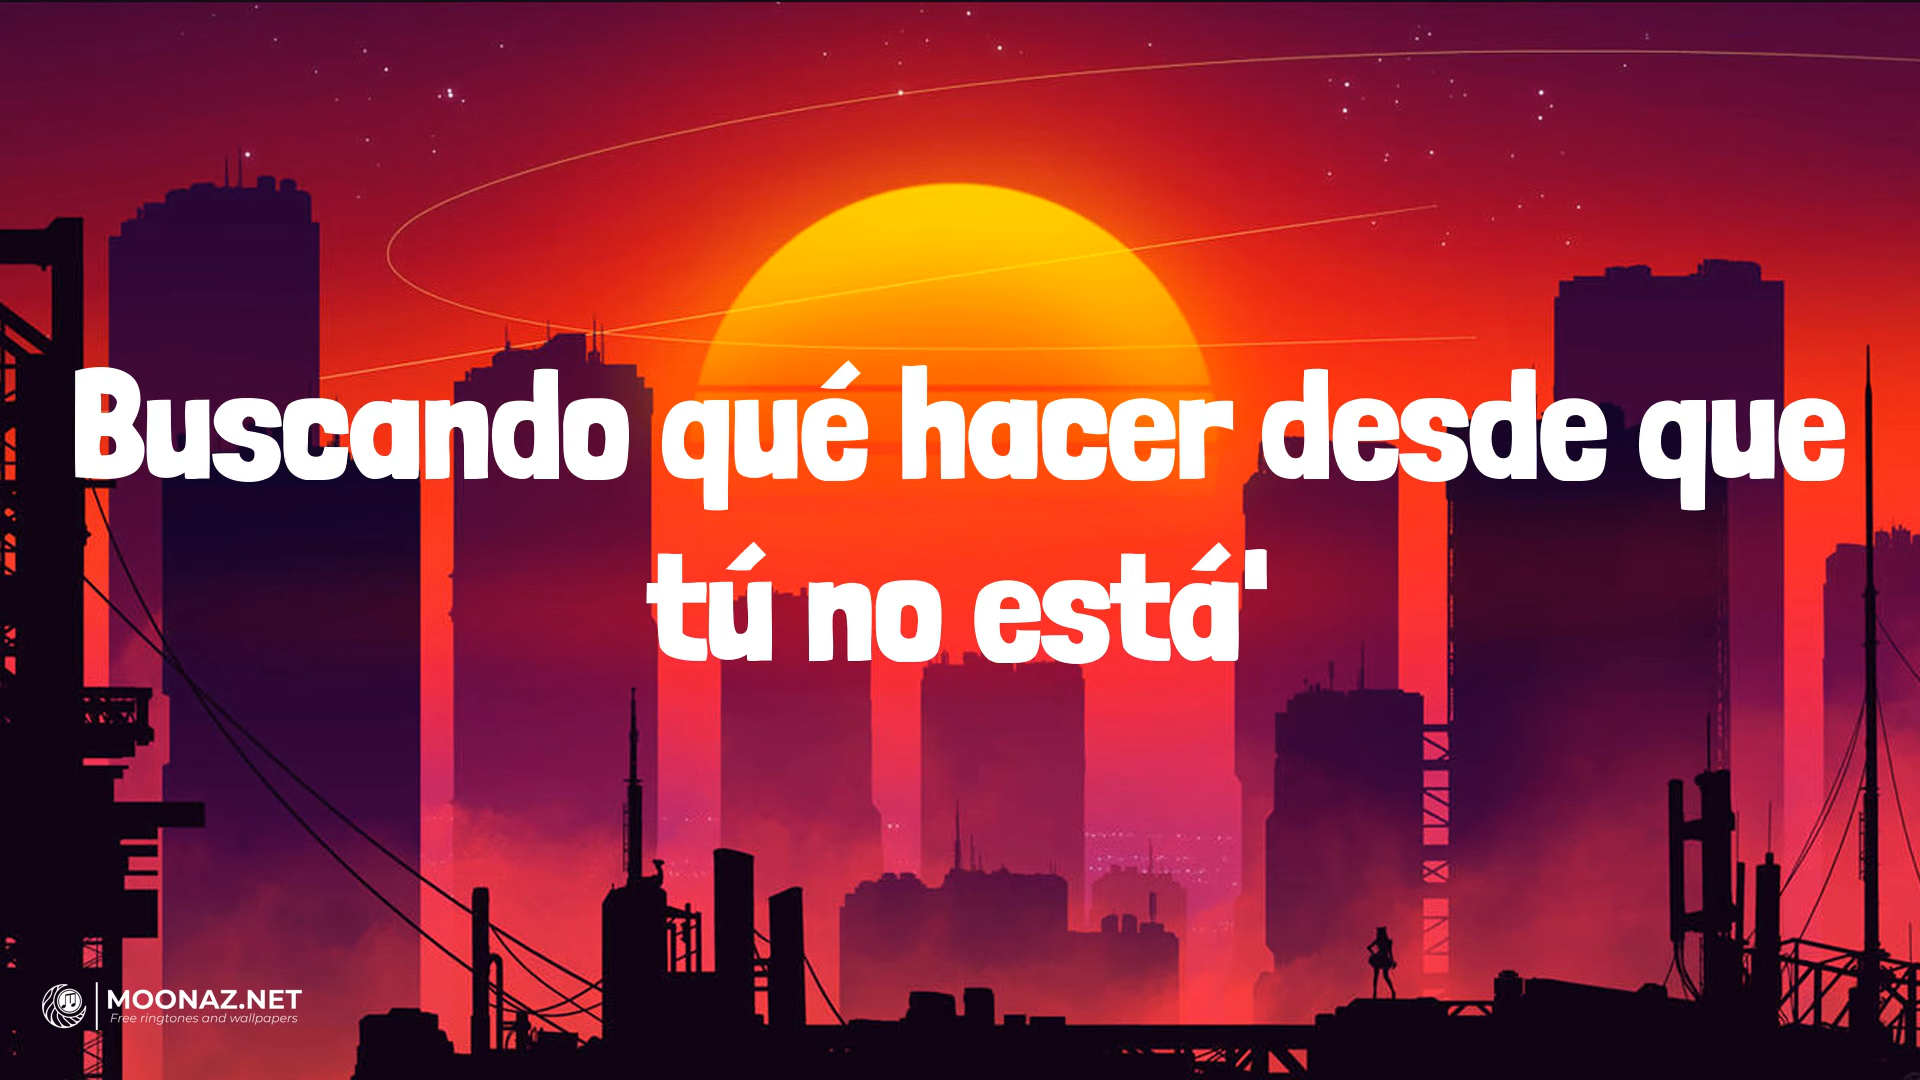 Buscando qué hacer desde que
tú no está'
MOONAZ.NET
Free ringtones and wallpapers